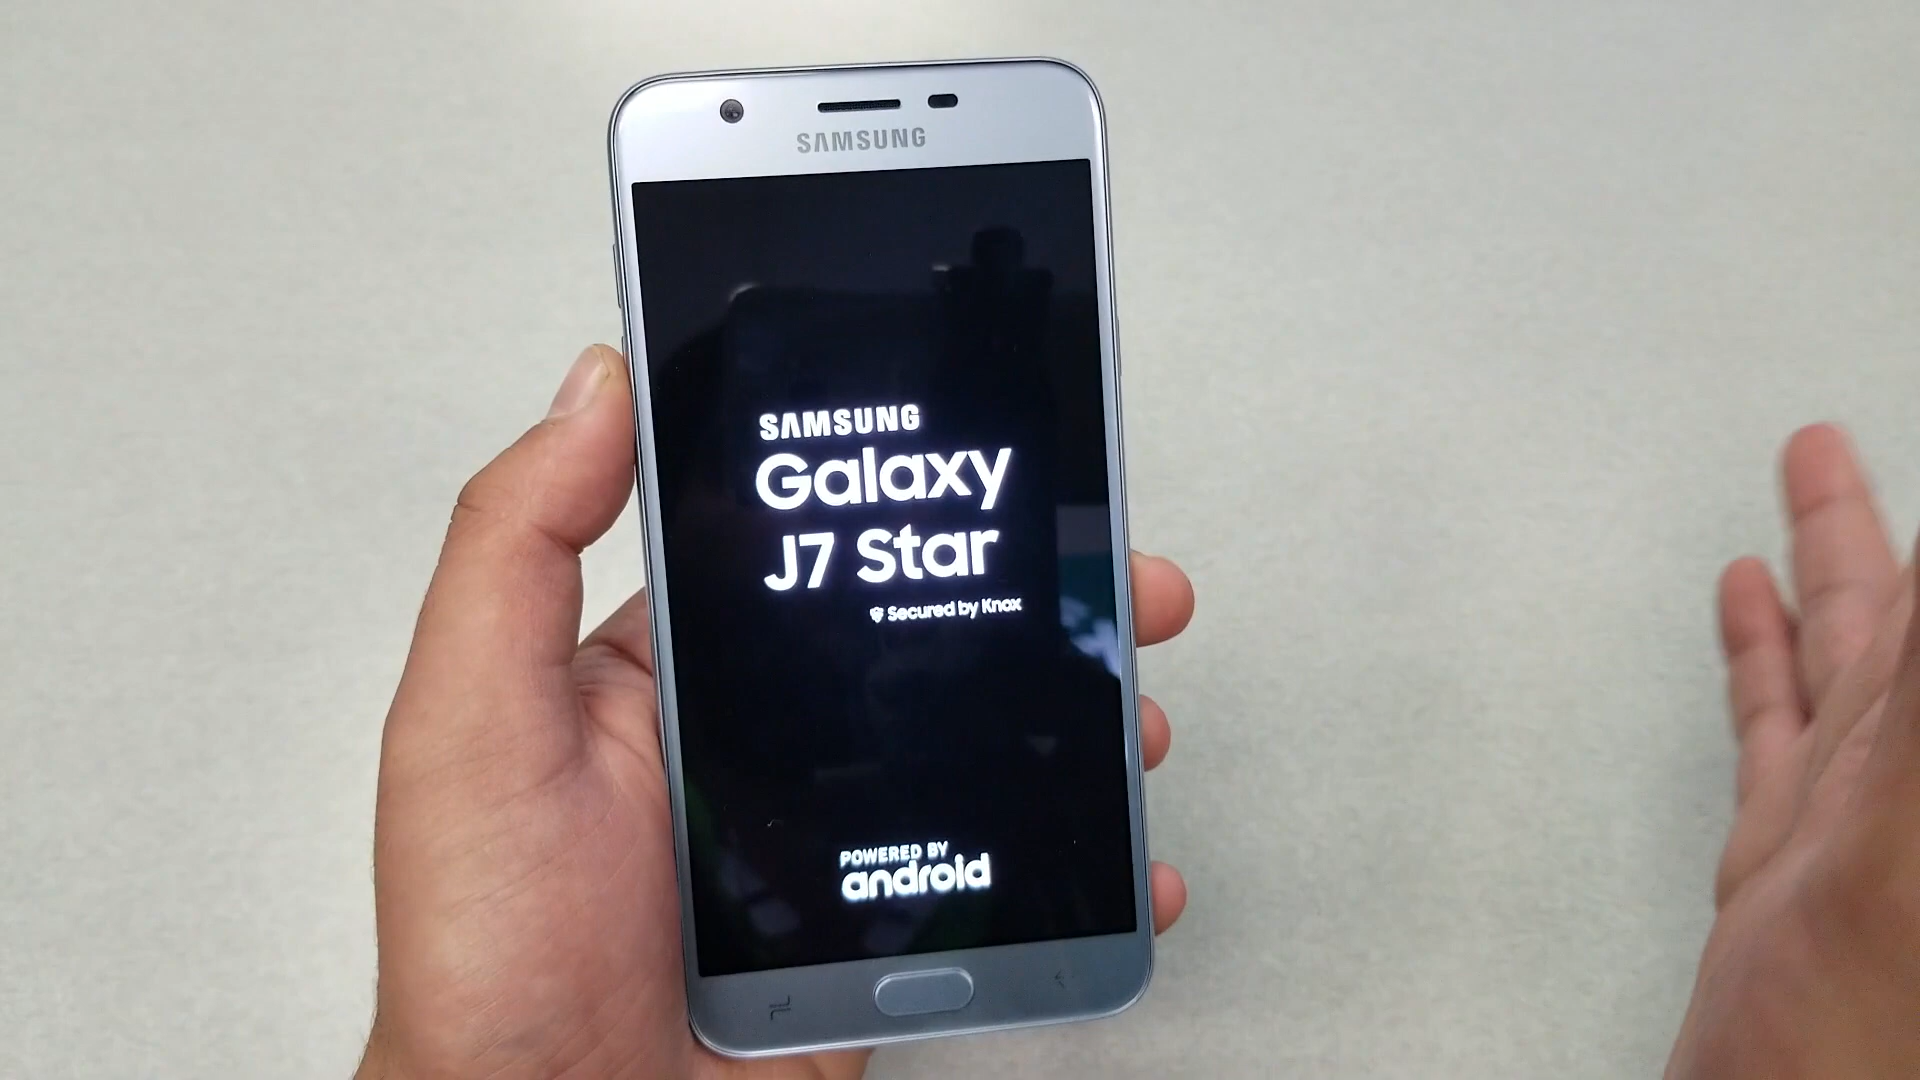 SAMSUNG
SAMSUNG
Galaxy
J7 Star
Secured by Knox
POWERED BY
android